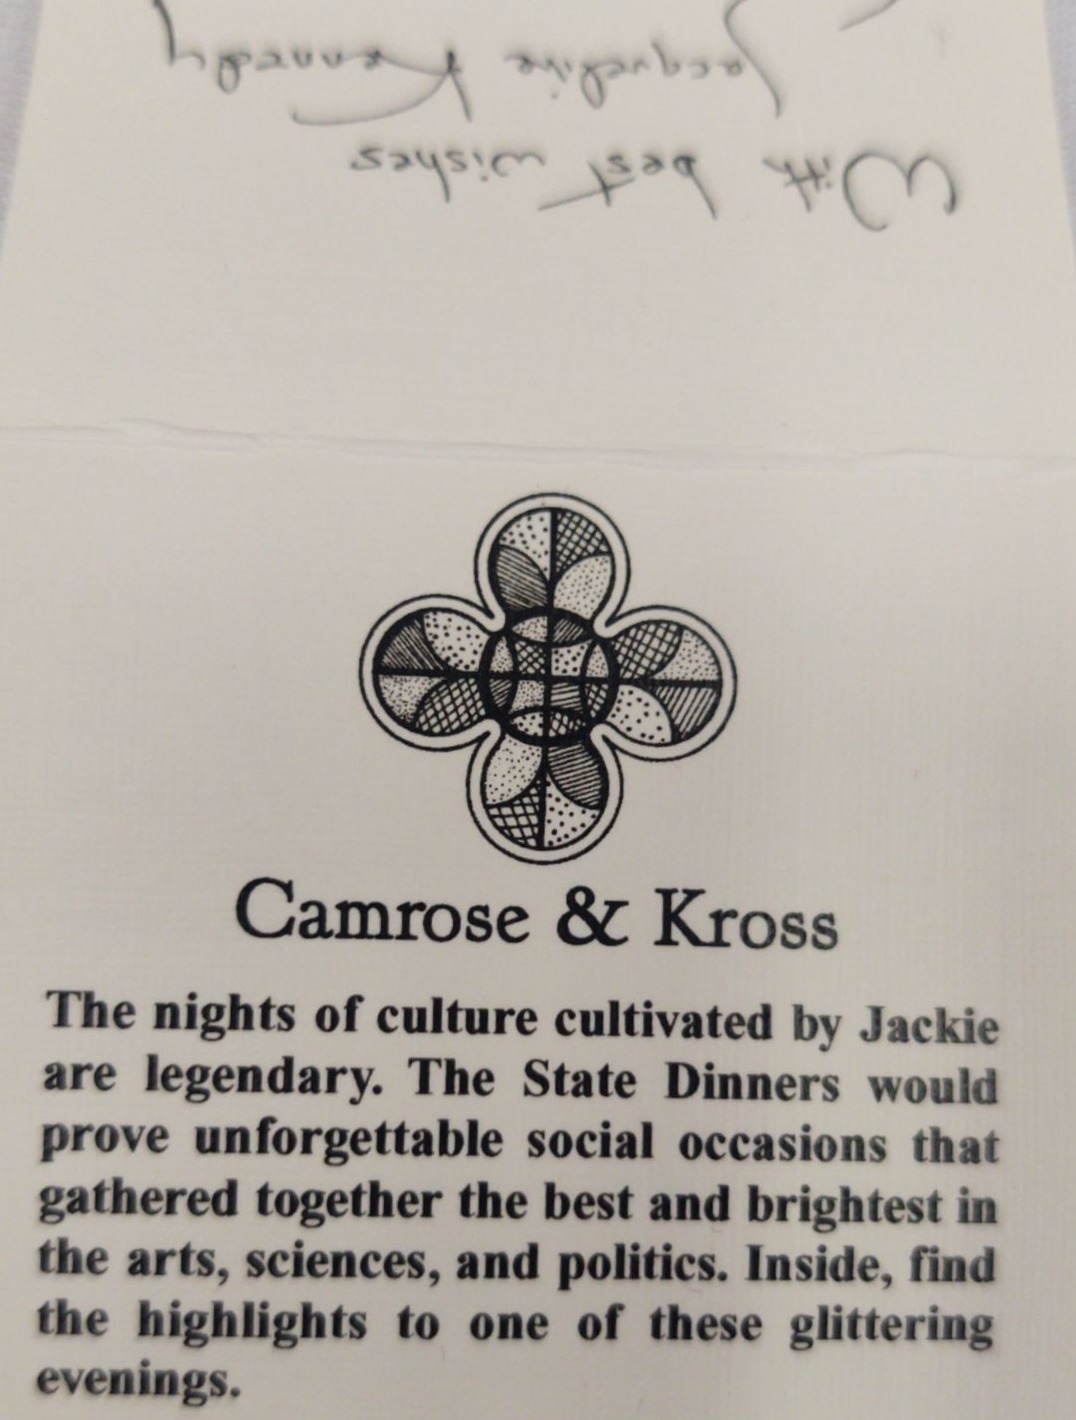 With best wishes
Jacqueline Kennedy
Camrose & Kross
The nights of culture cultivated by Jackie
are legendary. The State Dinners would
prove unforgettable social occasions that
gathered together the best and brightest in
the arts, sciences, and politics. Inside, find
the highlights to one of these glittering
evenings.